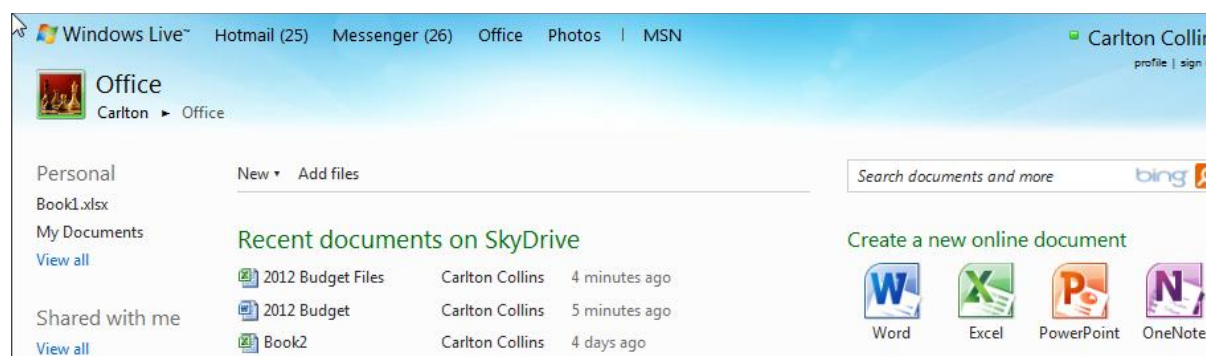 Windows Live™ Hotmail (25) Messenger (26) Office Photos | MSN
Carlton Collin
profile | sign
Office
Carlton ► Office
Personal
Book1.xlsx
My Documents
View all
Shared with me
View all
New ▾ Add files
Recent documents on SkyDrive
2012 Budget Files Carlton Collins 4 minutes ago
2012 Budget Carlton Collins 5 minutes ago
Book2 Carlton Collins 4 days ago
Search documents and more bing
Create a new online document
Word Excel PowerPoint OneNote